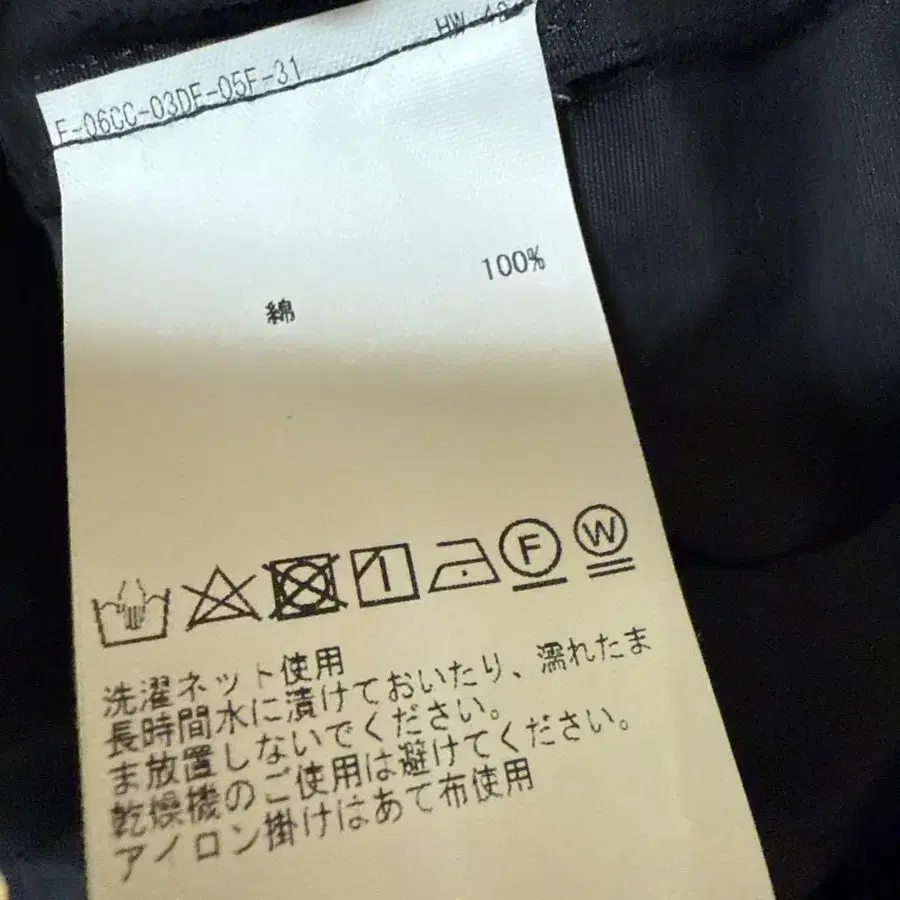 F-06CC-03DF-05F-31
HW-48
綿 100%
F W
洗濯ネット使用
長時間水に漬けておいたり、濡れたま
ま放置しないでください。
乾燥機のご使用は避けてください。
アイロン掛けはあて布使用